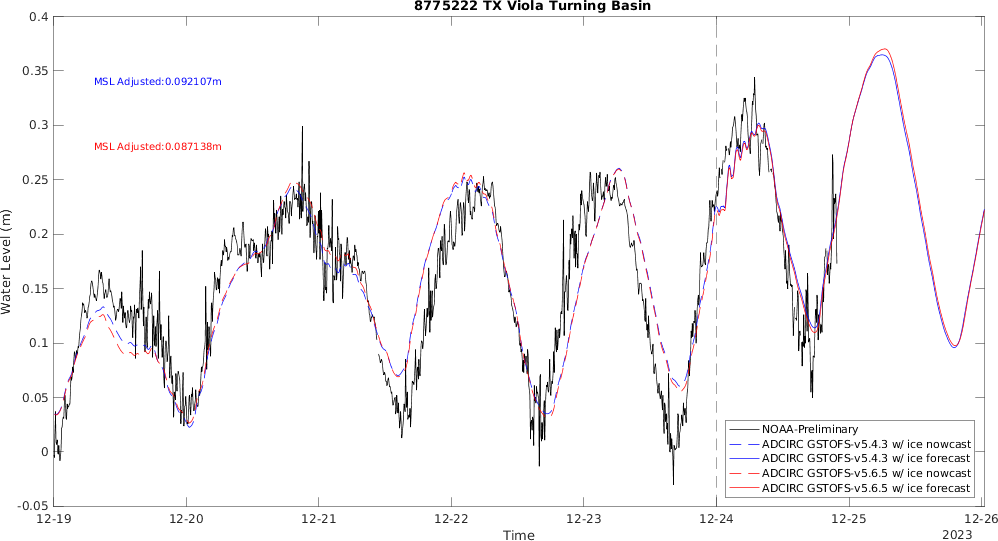 8775222 TX Viola Turning Basin
0.4
0.35
0.3
0.25
0.2
0.15
0.1
0.05
0
-0.05
Water Level (m)
MSL Adjusted:0.092107m
MSL Adjusted:0.087138m
NOAA-Preliminary
ADCIRC GSTOFS-v5.4.3 w/ ice nowcast
ADCIRC GSTOFS-v5.4.3 w/ ice forecast
ADCIRC GSTOFS-v5.6.5 w/ ice nowcast
ADCIRC GSTOFS-v5.6.5 w/ ice forecast
12-19 12-20 12-21 12-22 12-23 12-24 12-25 12-26
Time
2023